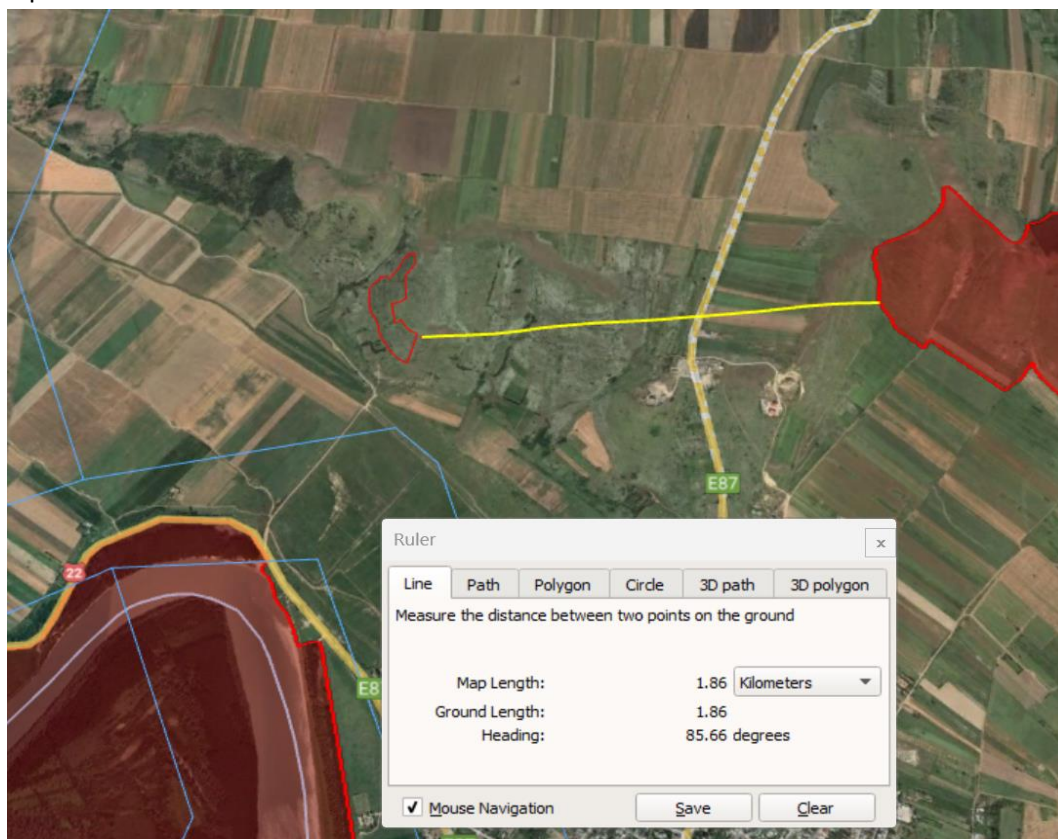 E87
22
Ruler
x
Line Path Polygon Circle 3D path 3D polygon
Measure the distance between two points on the ground
Map Length: 1.86 Kilometers
Ground Length: 1.86
Heading: 85.66 degrees
E8
Mouse Navigation Save Clear